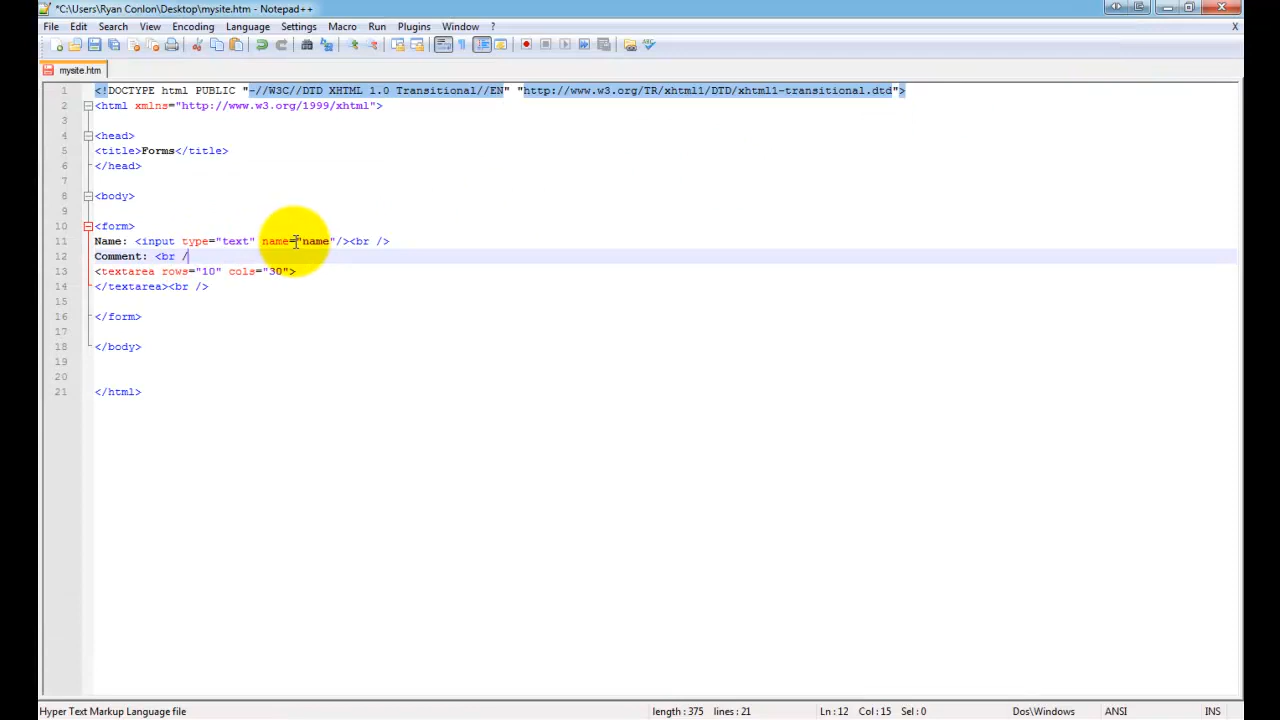 *C:\Users\Ryan Conlon\Desktop\mysite.htm - Notepad++
File Edit Search View Encoding Language Settings Macro Run Plugins Window ? X
mysite.htm
1 <!DOCTYPE html PUBLIC "-//W3C//DTD XHTML 1.0 Transitional//EN" "http://www.w3.org/TR/xhtml1/DTD/xhtml1-transitional.dtd">
2 <html xmlns="http://www.w3.org/1999/xhtml">
3
4 <head>
5 <title>Forms</title>
6 </head>
7
8 <body>
9
10 <form>
11 Name: <input type="text" name="name"/><br />
12 Comment: <br /
13 <textarea rows="10" cols="30">
14 </textarea><br />
15
16 </form>
17
18 </body>
19
20
21 </html>
Hyper Text Markup Language file length : 375 lines : 21 Ln : 12 Col : 15 Sel : 0 Dos\Windows ANSI INS